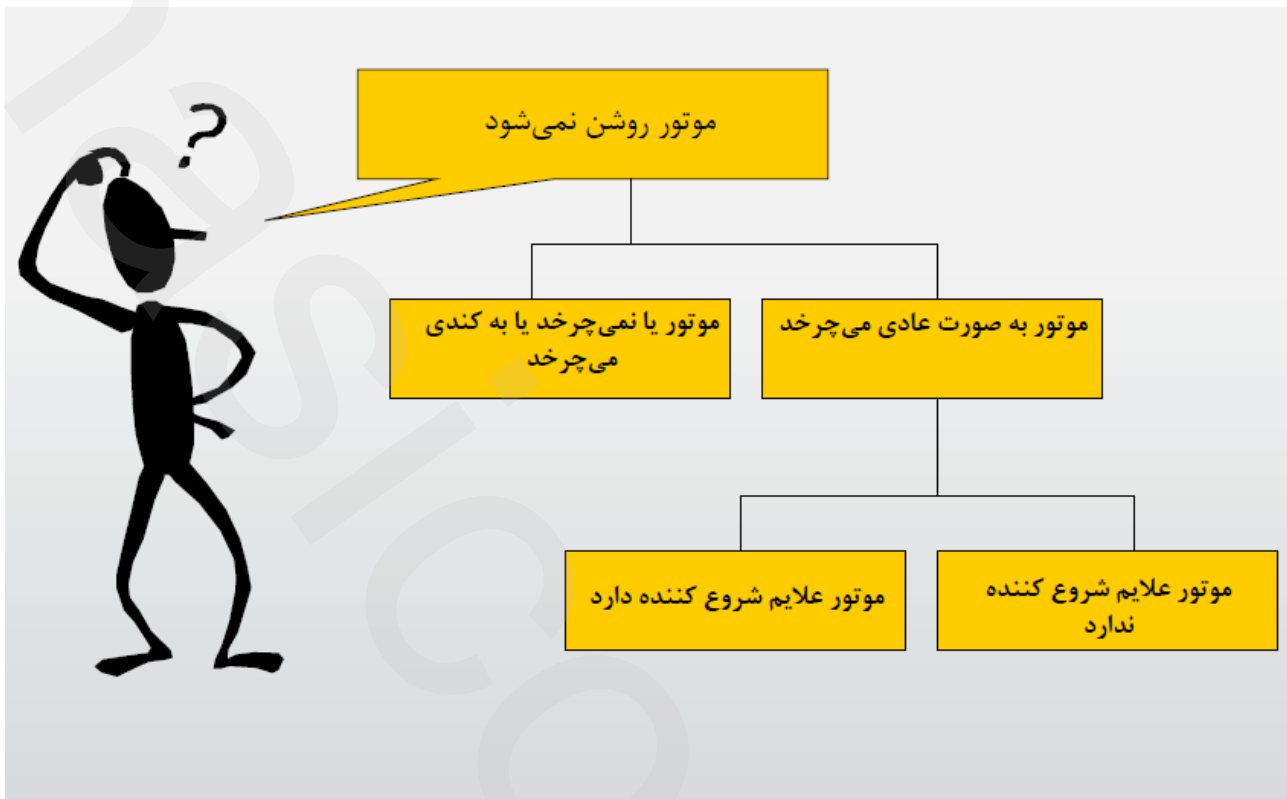 ?
موتور روشن نمی‌شود
موتور به صورت عادی می‌چرخد
موتور یا نمی‌چرخد یا به کندی
می‌چرخد
موتور علایم شروع کننده
ندارد
موتور علایم شروع کننده دارد